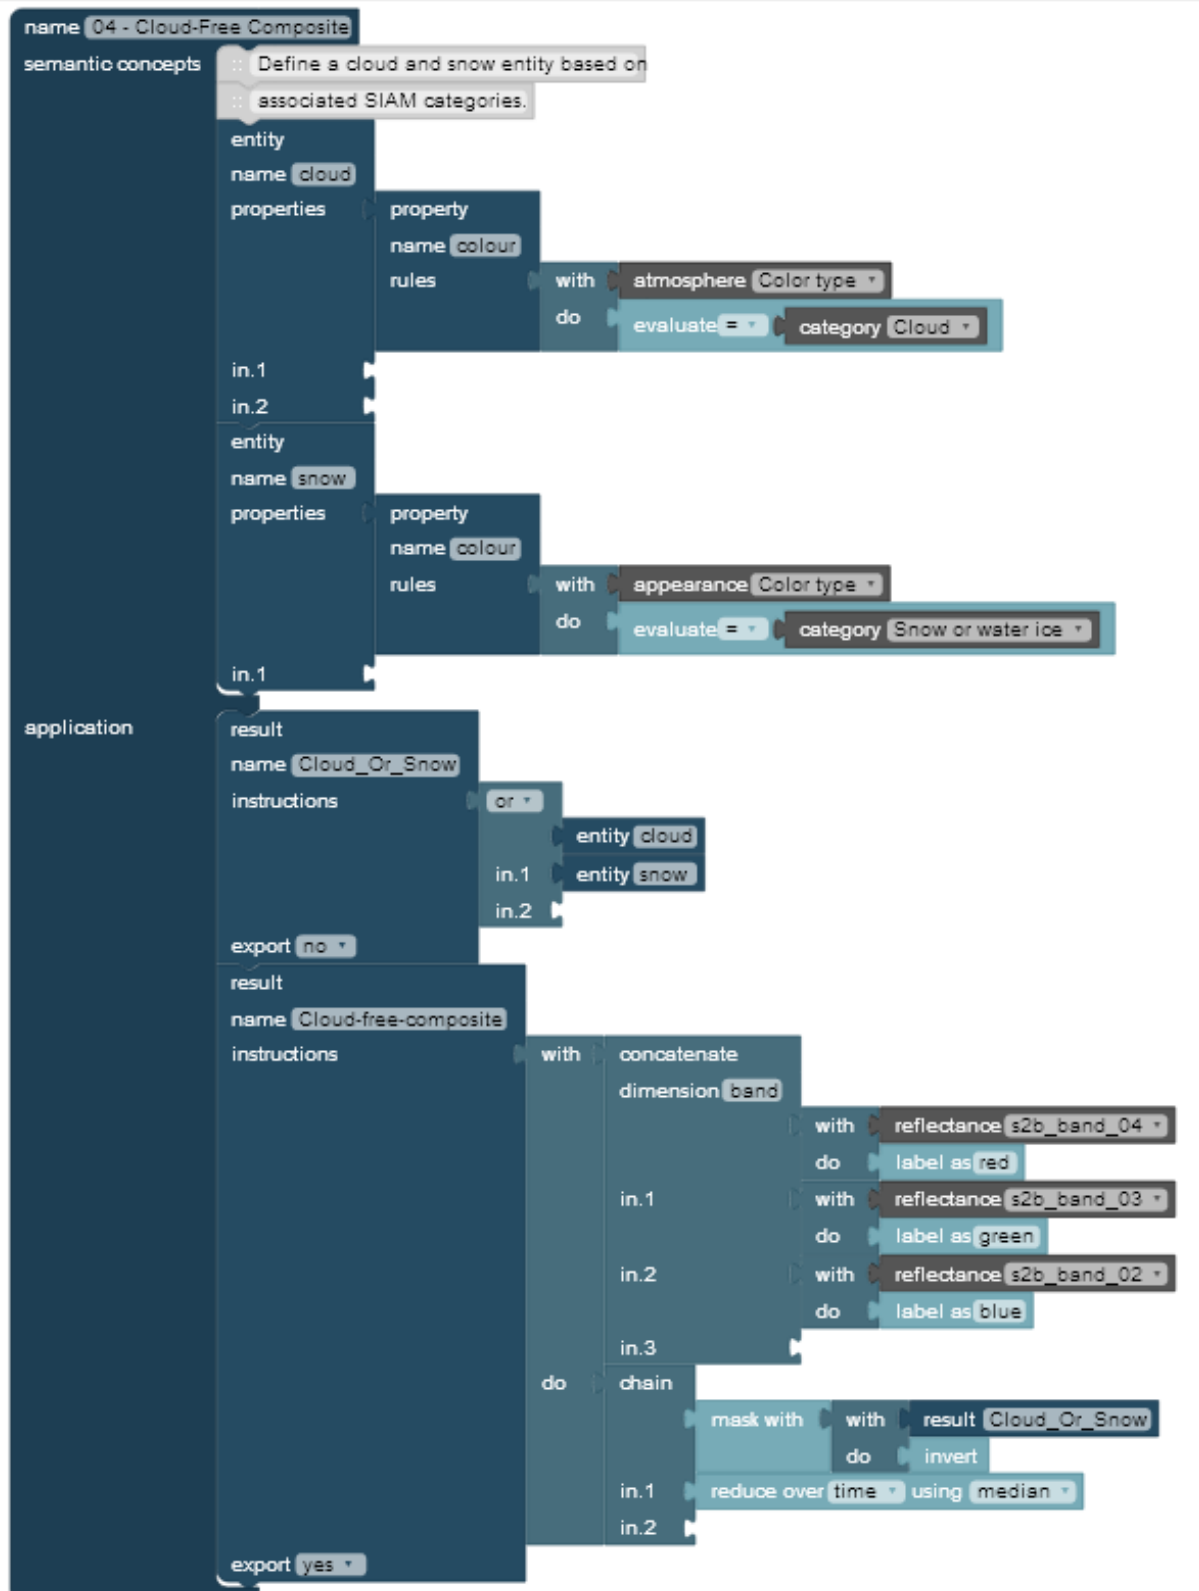 name 04 - Cloud-Free Composite
semantic concepts Define a cloud and snow entity based on
associated SIAM categories.
entity
name cloud
properties property
name colour
rules with atmosphere Color type
do evaluate = category Cloud
in.1
in.2
entity
name snow
properties property
name colour
rules with appearance Color type
do evaluate = category Snow or water ice
in.1
application result
name Cloud_Or_Snow
instructions or
entity cloud
in.1 entity snow
in.2
export no
result
name Cloud-free-composite
instructions with concatenate
dimension band
with reflectance s2b_band_04
do label as red
in.1 with reflectance s2b_band_03
do label as green
in.2 with reflectance s2b_band_02
do label as blue
in.3
do chain
mask with with result Cloud_Or_Snow
do invert
in.1 reduce over time using median
in.2
export yes